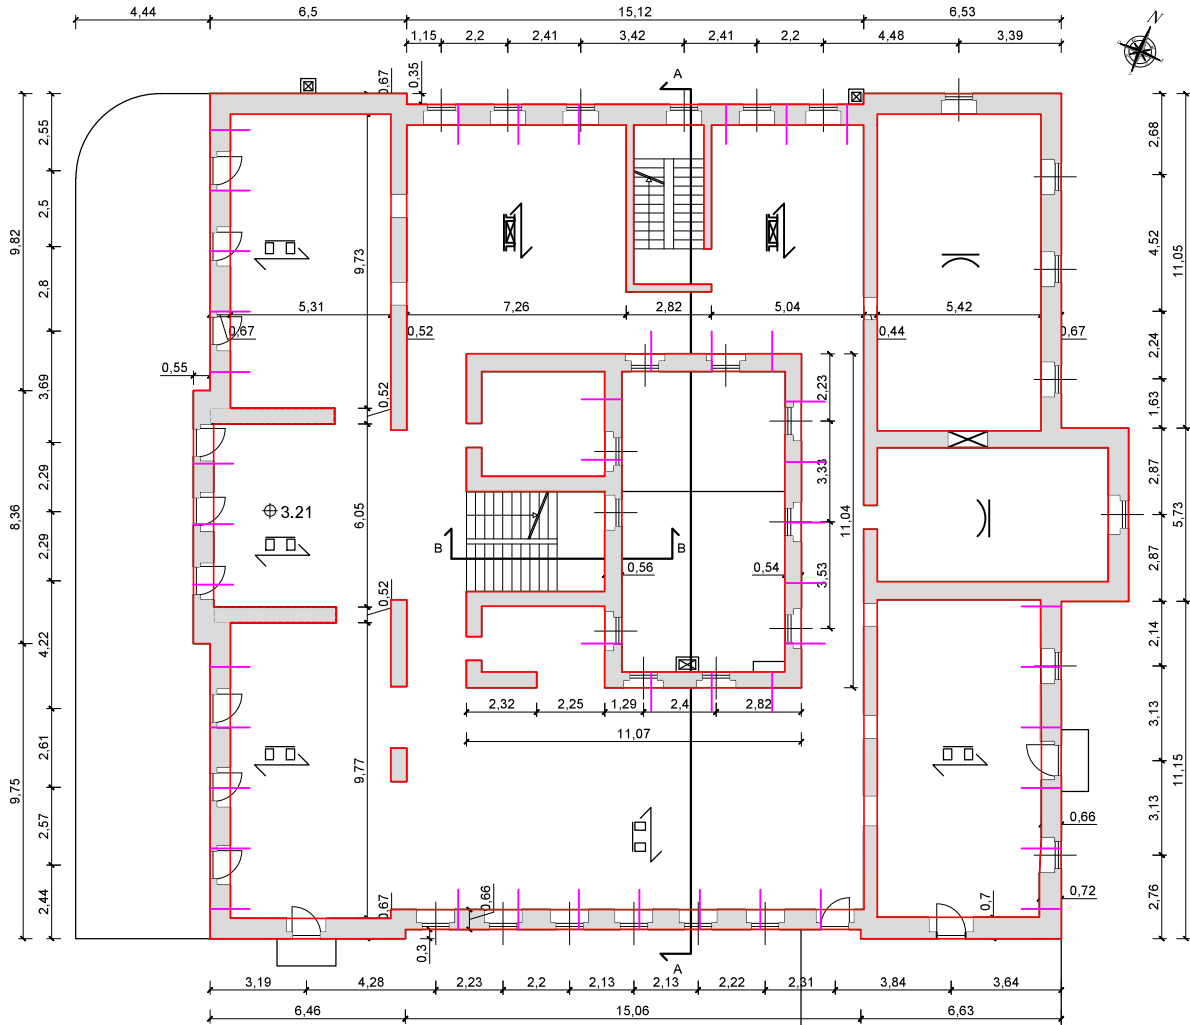 4,44 6,5 15,12 6,53
N
1,15 2,2 2,41 3,42 2,41 2,2 4,48 3,39
A
0,67 0,35
2,55 2,68
2,5 4,52
9,82 9,73 11,05
2,8
5,31 7,26 2,82 5,04 5,42
0,67 0,52 0,44 0,67
2,24
0,55 3,69 0,52 2,23 1,63
2,29 3,33 2,87
8,36 3.21 6,05 11,04 5,73
B B
2,29 0,56 0,54 3,53 2,87
0,52
4,22 2,14
2,32 2,25 1,29 2,4 2,82
3,13
11,07
2,61 9,77 11,15
9,75
2,57 3,13
0,66
2,44 0,67 0,66 0,7 0,72 2,76
0,3
A
3,19 4,28 2,23 2,2 2,13 2,13 2,22 2,31 3,84 3,64
6,46 15,06 6,63